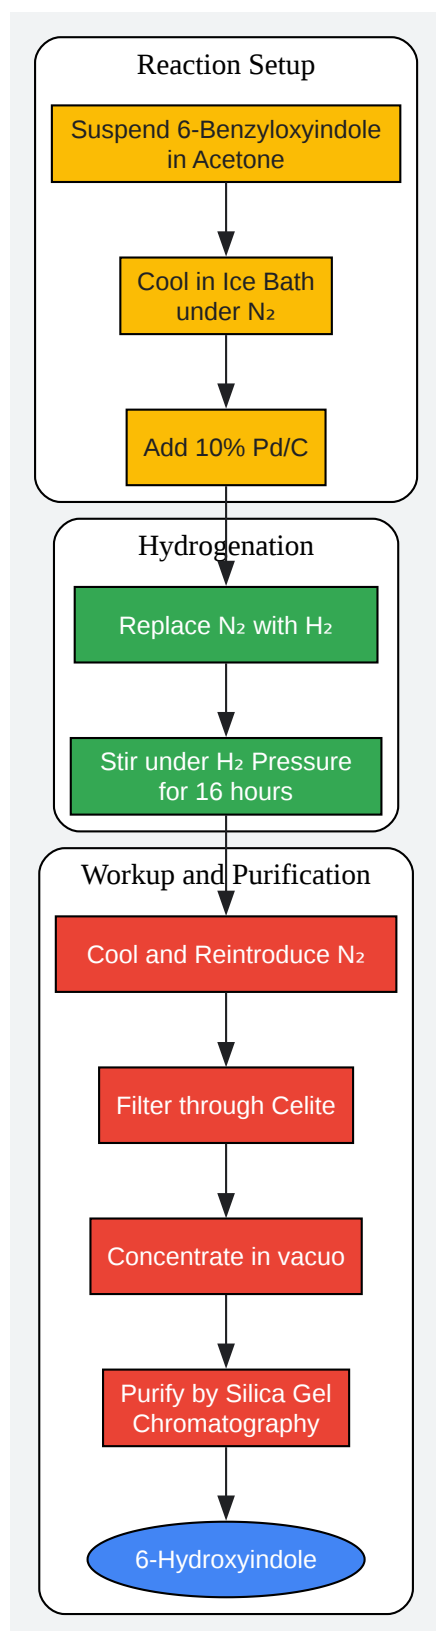 Reaction Setup
Suspend 6-Benzyloxyindole
in Acetone
Cool in Ice Bath
under N₂
Add 10% Pd/C
Hydrogenation
Replace N₂ with H₂
Stir under H₂ Pressure
for 16 hours
Workup and Purification
Cool and Reintroduce N₂
Filter through Celite
Concentrate in vacuo
Purify by Silica Gel
Chromatography
6-Hydroxyindole